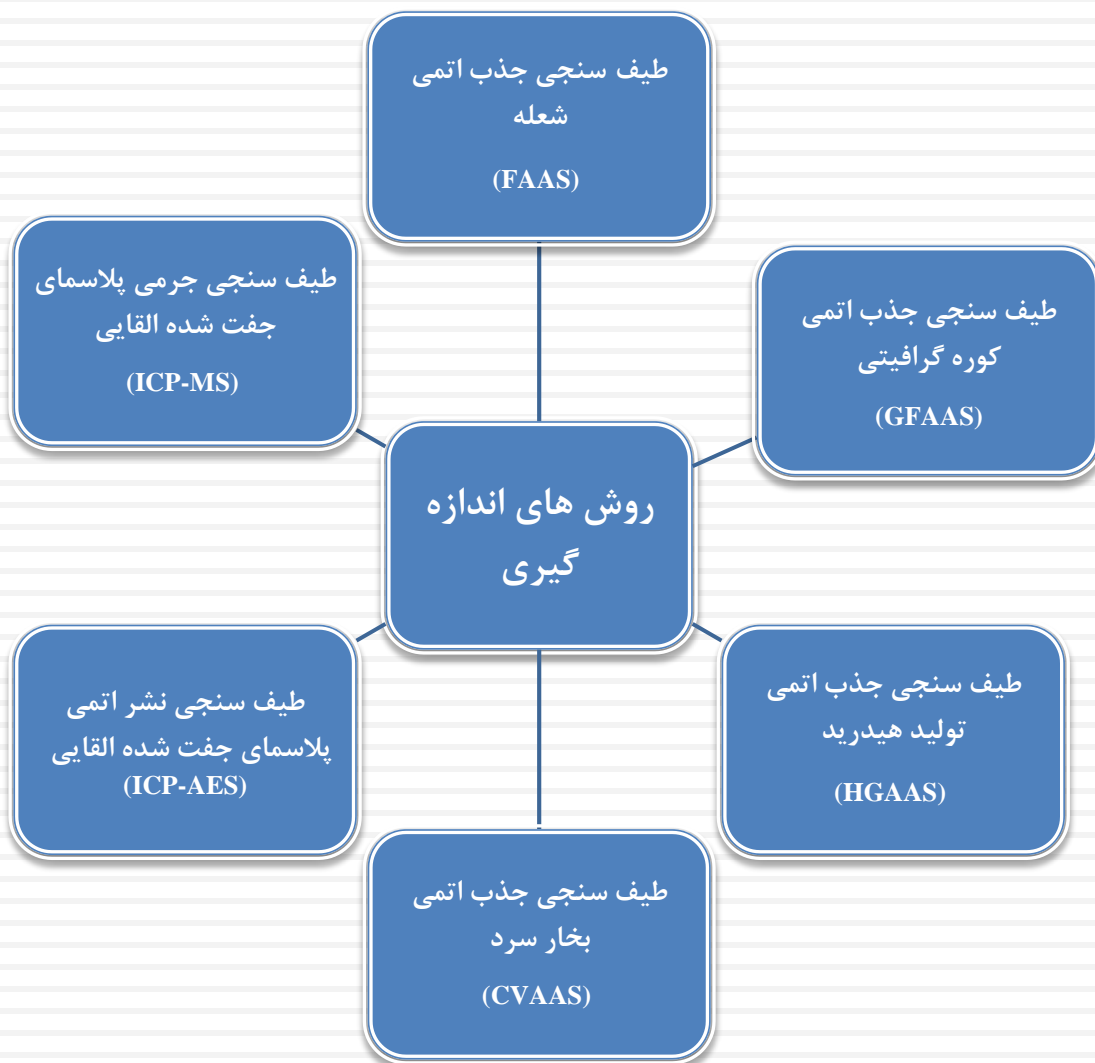 طیف سنجی جذب اتمی
شعله
(FAAS)
طیف سنجی جذب اتمی
کوره گرافیتی
(GFAAS)
طیف سنجی جذب اتمی
تولید هیدرید
(HGAAS)
طیف سنجی جذب اتمی
بخار سرد
(CVAAS)
طیف سنجی نشر اتمی
پلاسمای جفت شده القایی
(ICP-AES)
طیف سنجی جرمی پلاسمای
جفت شده القایی
(ICP-MS)
روش های اندازه
گیری